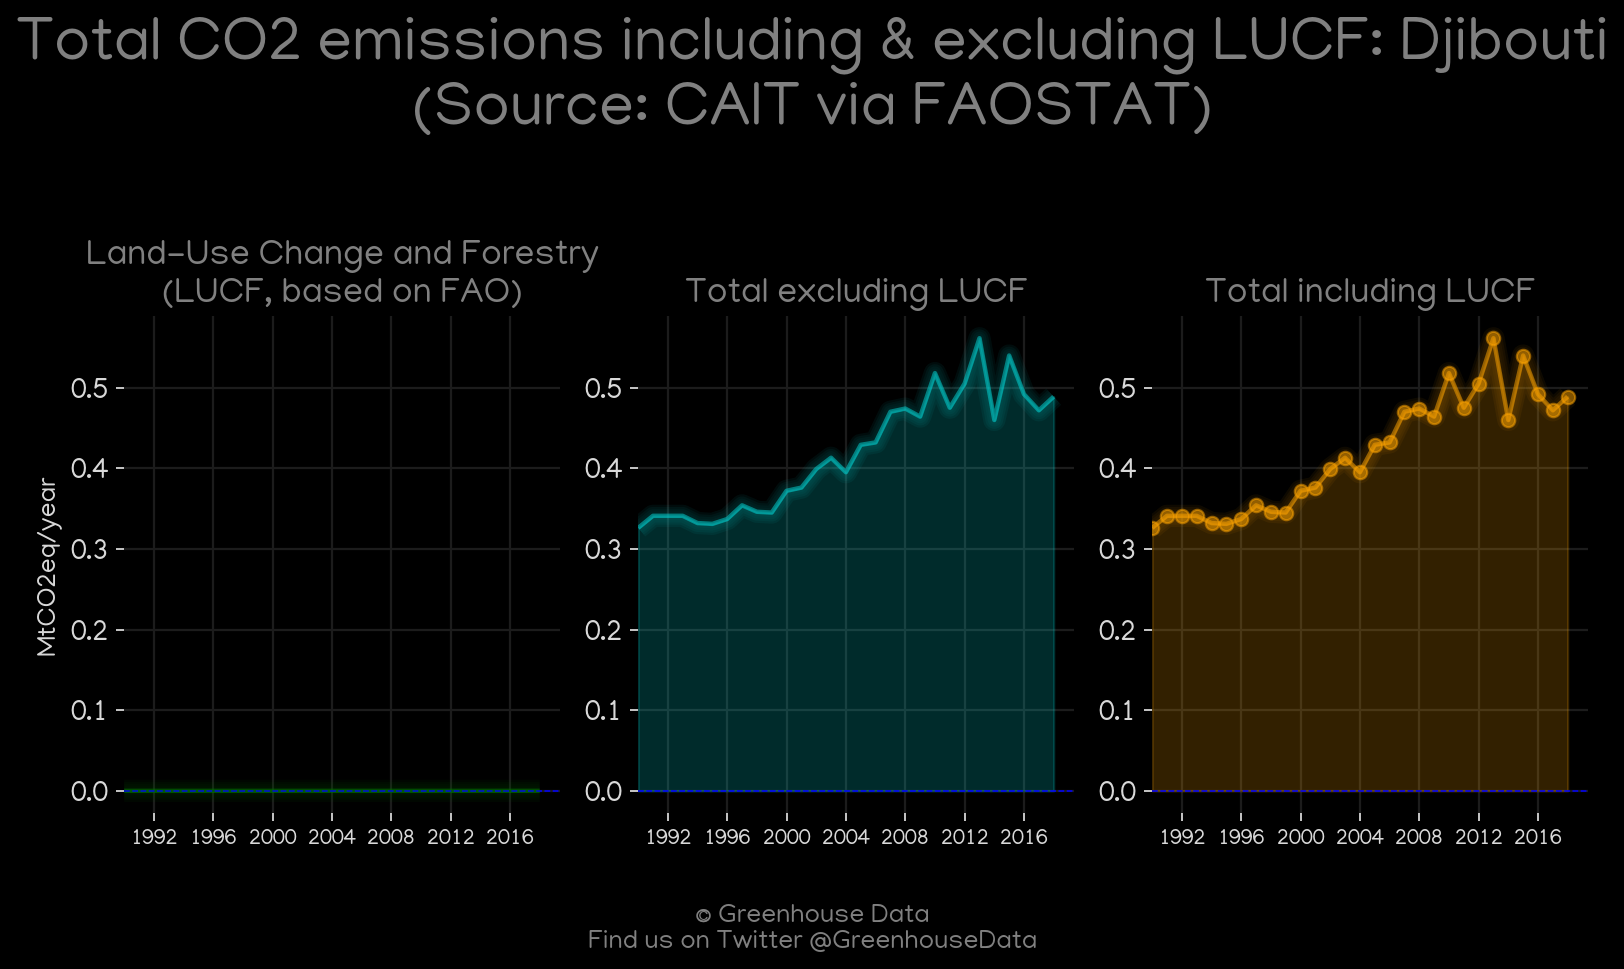 Total CO2 emissions including & excluding LUCF: Djibouti
(Source: CAIT via FAOSTAT)
Land-Use Change and Forestry
(LUCF, based on FAO)
Total excluding LUCF
Total including LUCF
MtCO2eq/year
0.5
0.4
0.3
0.2
0.1
0.0
1992 1996 2000 2004 2008 2012 2016
0.5
0.4
0.3
0.2
0.1
0.0
1992 1996 2000 2004 2008 2012 2016
0.5
0.4
0.3
0.2
0.1
0.0
1992 1996 2000 2004 2008 2012 2016
© Greenhouse Data
Find us on Twitter @GreenhouseData